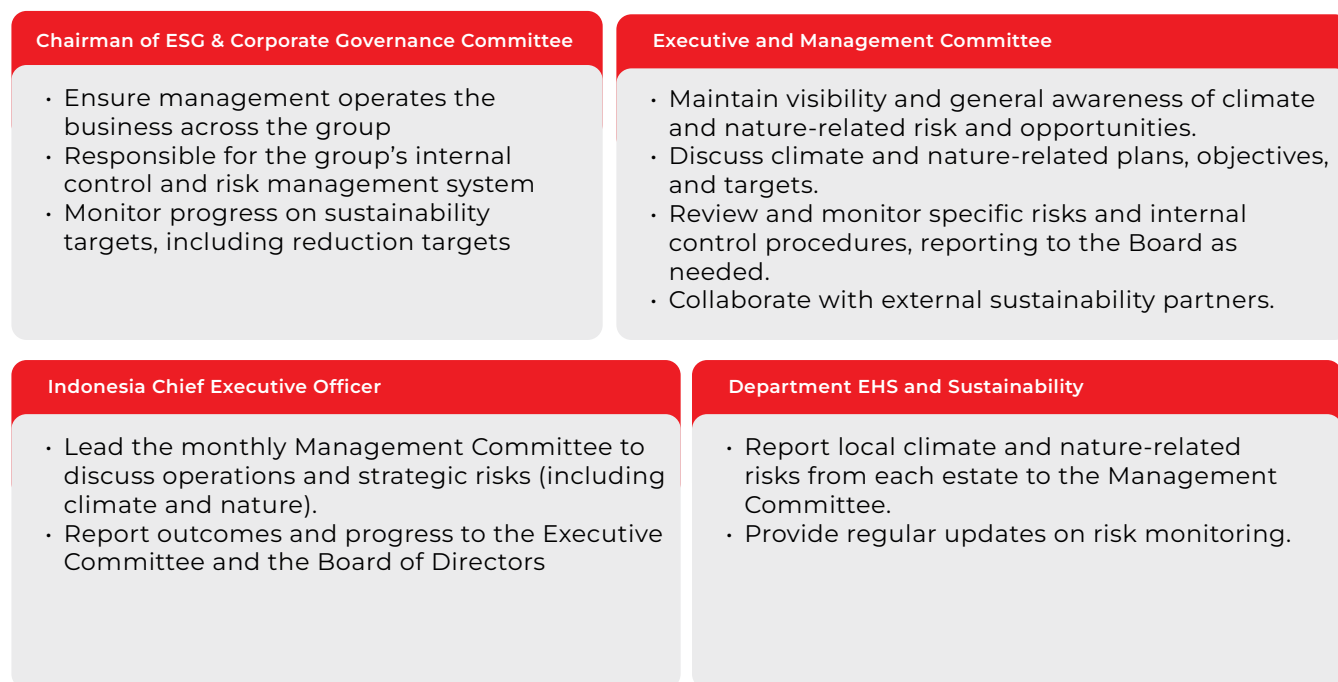 Chairman of ESG & Corporate Governance Committee
· Ensure management operates the
business across the group
· Responsible for the group’s internal
control and risk management system
· Monitor progress on sustainability
targets, including reduction targets
Executive and Management Committee
· Maintain visibility and general awareness of climate
and nature-related risk and opportunities.
· Discuss climate and nature-related plans, objectives,
and targets.
· Review and monitor specific risks and internal
control procedures, reporting to the Board as
needed.
· Collaborate with external sustainability partners.
Indonesia Chief Executive Officer
· Lead the monthly Management Committee to
discuss operations and strategic risks (including
climate and nature).
· Report outcomes and progress to the Executive
Committee and the Board of Directors
Department EHS and Sustainability
· Report local climate and nature-related
risks from each estate to the Management
Committee.
· Provide regular updates on risk monitoring.